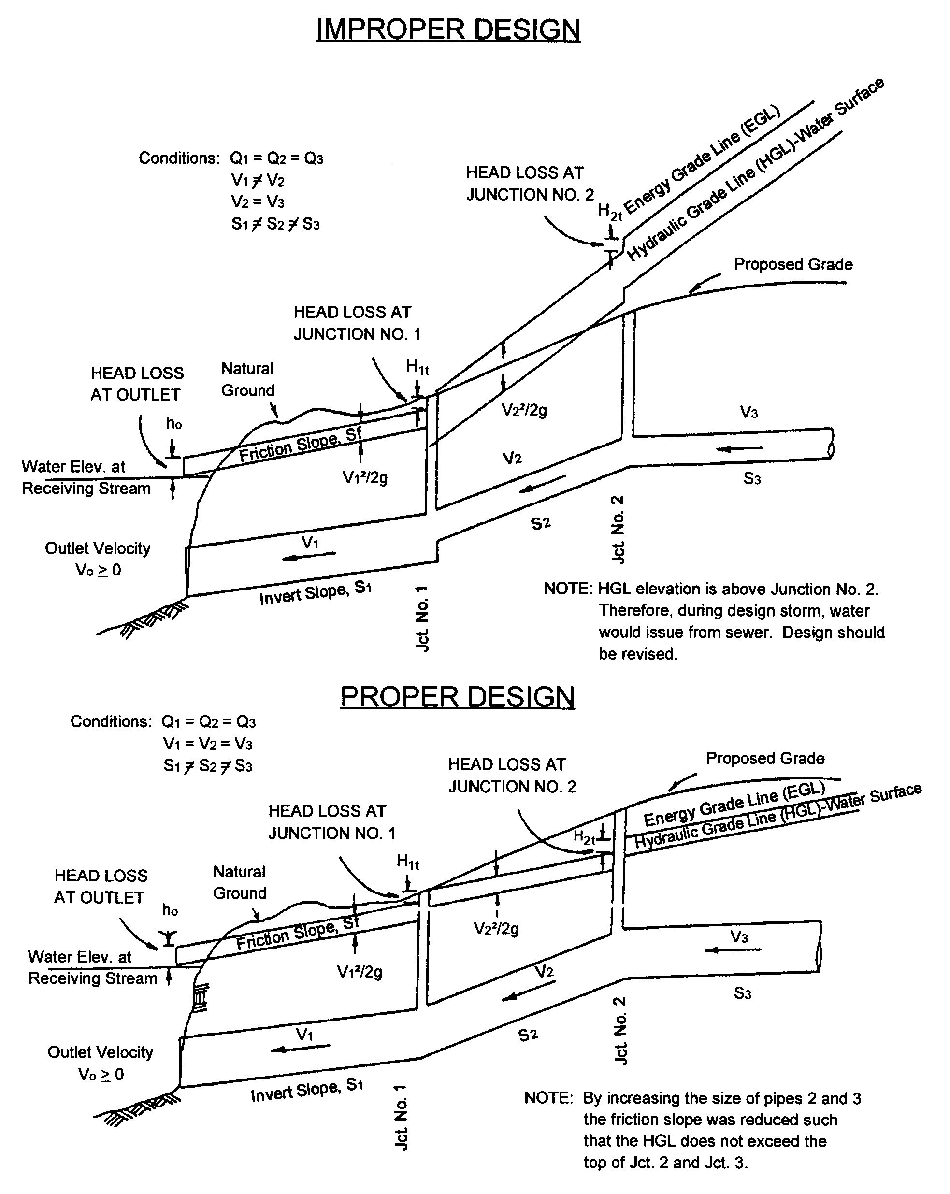 IMPROPER DESIGN
Conditions: Q1 = Q2 = Q3
V1 ≠ V2
V2 = V3
S1 ≠ S2 ≠ S3
HEAD LOSS AT
JUNCTION NO. 2
H2t
Energy Grade Line (EGL)
Hydraulic Grade Line (HGL)-Water Surface
Proposed Grade
HEAD LOSS AT
JUNCTION NO. 1
HEAD LOSS
AT OUTLET
Natural
Ground
H1t
ho
Friction Slope, Sf
V1²/2g
V2²/2g
V3
V2
S3
Water Elev. at
Receiving Stream
S2
Outlet Velocity
Vo ≥ 0
V1
Invert Slope, S1
Jct. No. 1
Jct. No. 2
NOTE: HGL elevation is above Junction No. 2.
Therefore, during design storm, water
would issue from sewer. Design should
be revised.
PROPER DESIGN
Conditions: Q1 = Q2 = Q3
V1 = V2 = V3
S1 ≠ S2 ≠ S3
HEAD LOSS AT
JUNCTION NO. 2
Proposed Grade
Energy Grade Line (EGL)
Hydraulic Grade Line (HGL)-Water Surface
HEAD LOSS AT
JUNCTION NO. 1
H2t
H1t
HEAD LOSS
AT OUTLET
Natural
Ground
ho
Friction Slope, Sf
V1²/2g
V2²/2g
V3
V2
S3
Water Elev. at
Receiving Stream
S2
Outlet Velocity
Vo ≥ 0
V1
Invert Slope, S1
Jct. No. 1
Jct. No. 2
NOTE: By increasing the size of pipes 2 and 3
the friction slope was reduced such
that the HGL does not exceed the
top of Jct. 2 and Jct. 3.